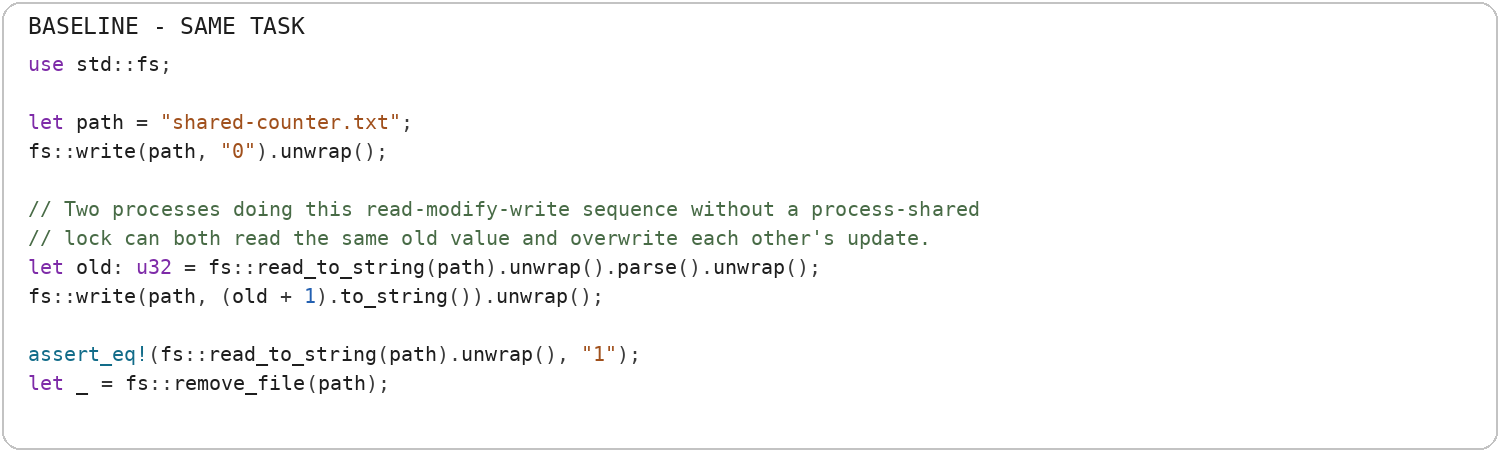 BASELINE - SAME TASK
use std::fs;
let path = "shared-counter.txt";
fs::write(path, "0").unwrap();
// Two processes doing this read-modify-write sequence without a process-shared
// lock can both read the same old value and overwrite each other's update.
let old: u32 = fs::read_to_string(path).unwrap().parse().unwrap();
fs::write(path, (old + 1).to_string()).unwrap();
assert_eq!(fs::read_to_string(path).unwrap(), "1");
let _ = fs::remove_file(path);